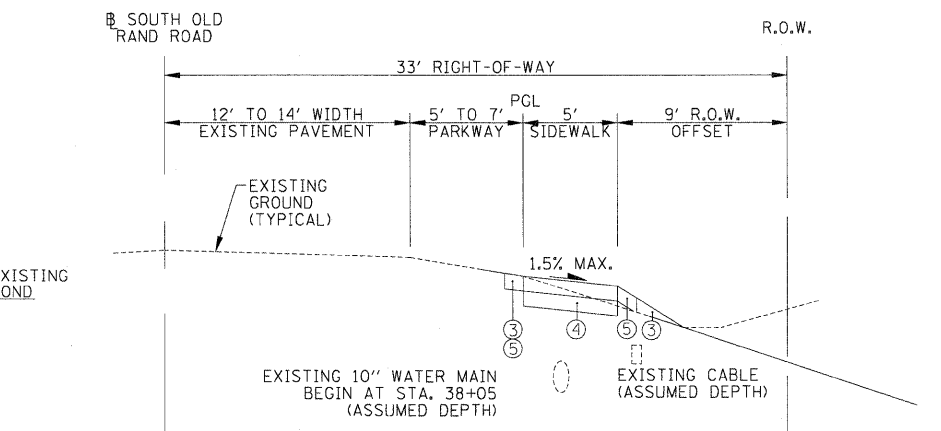 ℄ SOUTH OLD
RAND ROAD
R.O.W.
33' RIGHT-OF-WAY
PGL
12' TO 14' WIDTH
EXISTING PAVEMENT
5' TO 7'
PARKWAY
5'
SIDEWALK
9' R.O.W.
OFFSET
EXISTING
GROUND
(TYPICAL)
XISTING
OND
1.5% MAX.
3
5
4
5
3
EXISTING 10'' WATER MAIN
BEGIN AT STA. 38+05
(ASSUMED DEPTH)
EXISTING CABLE
(ASSUMED DEPTH)